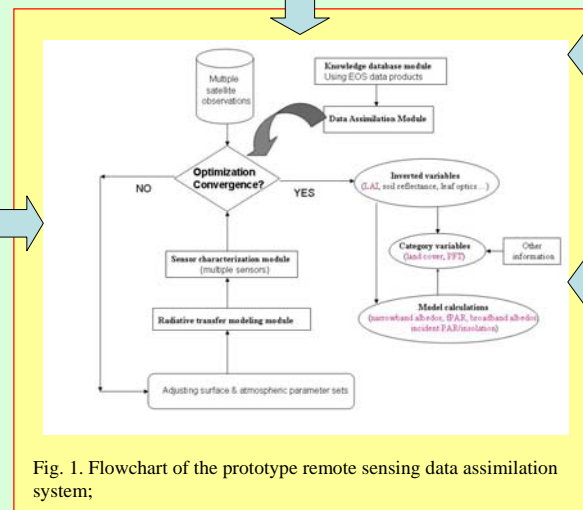 Multiple
satellite
observations
Knowledge database module
Using EOS data products
Data Assimilation Module
Optimization
Convergence?
NO
YES
Inverted variables
(LAI, soil reflectance, leaf optics…)
Sensor characterization module
(multiple sensors)
Category variables
(land cover, PFT)
Other
information
Radiative transfer modeling module
Model calculations
(narrowband albedos, fPAR, broadband albedo,
incident PAR/insolation)
Adjusting surface & atmospheric parameter sets
Fig. 1. Flowchart of the prototype remote sensing data assimilation
system;